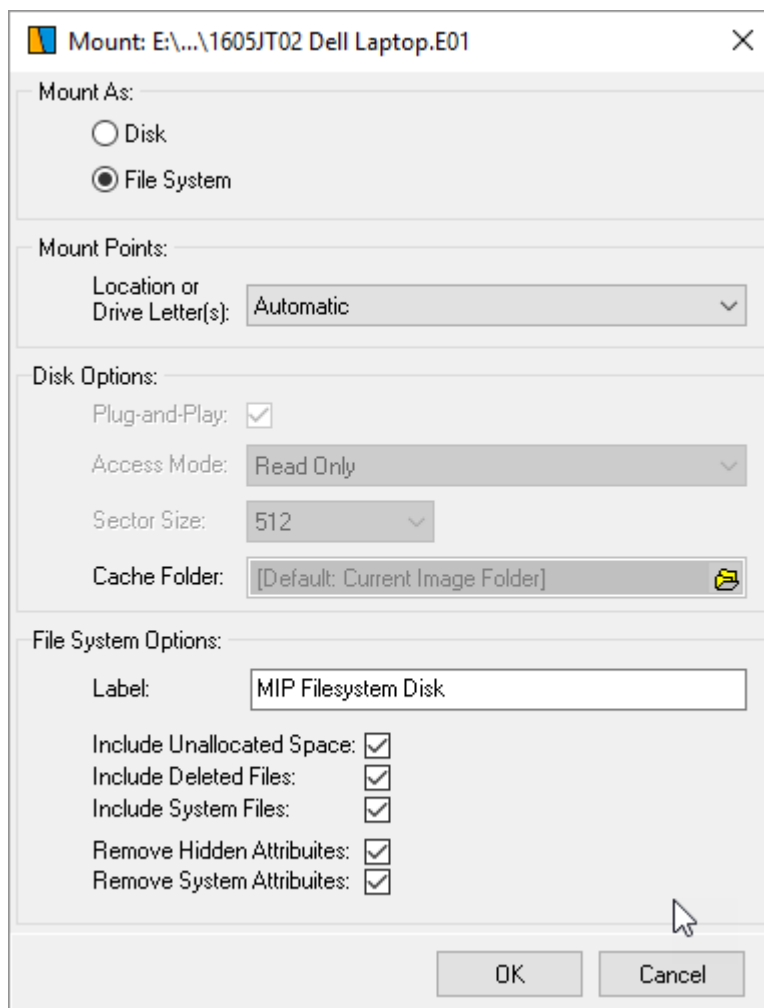 Mount: E:\...\1605JT02 Dell Laptop.E01
Mount As:
Disk
File System
Mount Points:
Location or
Drive Letter(s):
Automatic
Disk Options:
Plug-and-Play:
Access Mode: Read Only
Sector Size: 512
Cache Folder: [Default: Current Image Folder]
File System Options:
Label: MIP Filesystem Disk
Include Unallocated Space:
Include Deleted Files:
Include System Files:
Remove Hidden Attribuites:
Remove System Attribuites:
OK Cancel